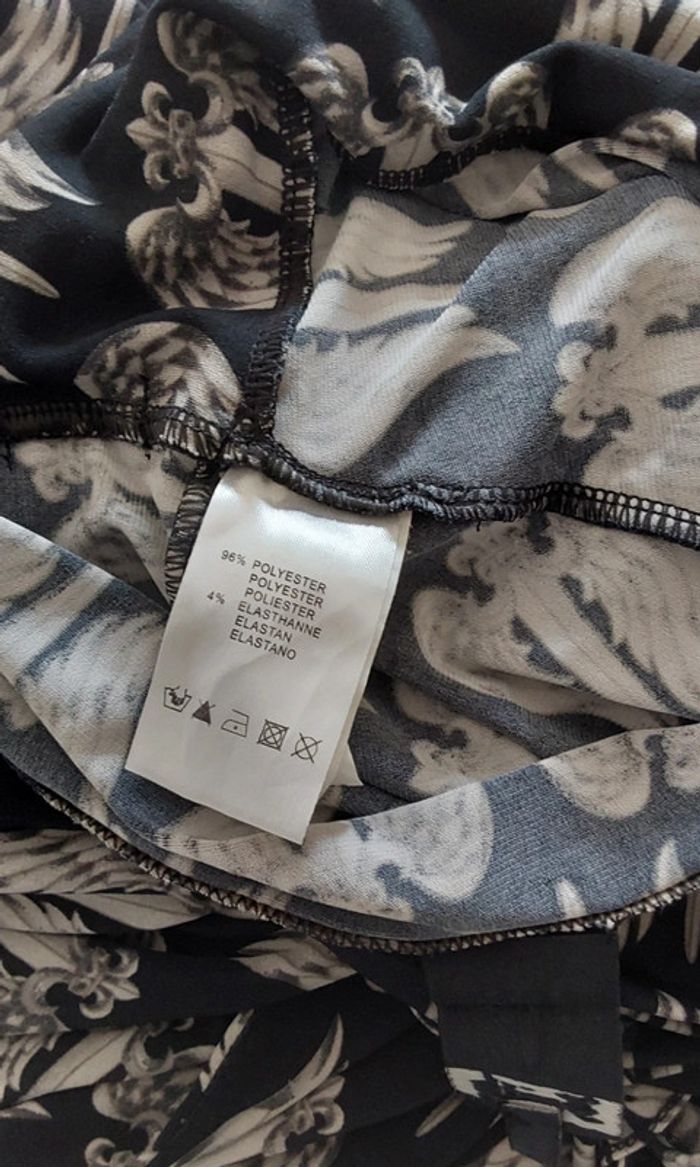 96% POLYESTER
POLYESTER
POLIESTER
4% ELASTHANNE
ELASTAN
ELASTANO